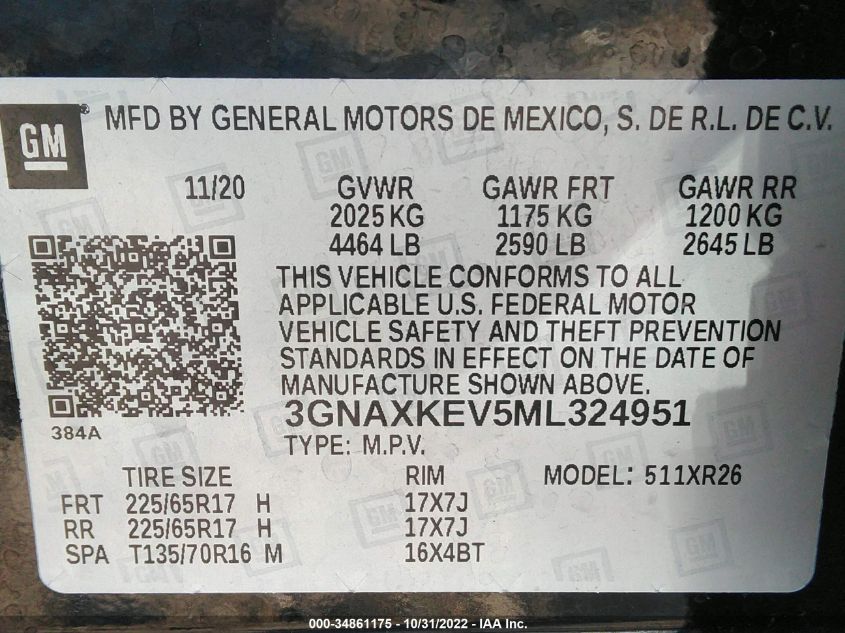 GM
MFD BY GENERAL MOTORS DE MEXICO, S. DE R.L. DE C.V.
11/20 GVWR GAWR FRT GAWR RR
2025 KG 1175 KG 1200 KG
4464 LB 2590 LB 2645 LB
THIS VEHICLE CONFORMS TO ALL
APPLICABLE U.S. FEDERAL MOTOR
VEHICLE SAFETY AND THEFT PREVENTION
STANDARDS IN EFFECT ON THE DATE OF
MANUFACTURE SHOWN ABOVE.
3GNAXKEV5ML324951
384A
TYPE: M.P.V.
TIRE SIZE RIM MODEL: 511XR26
FRT 225/65R17 H 17X7J
RR 225/65R17 H 17X7J
SPA T135/70R16 M 16X4BT
000-34861175 - 10/31/2022 - IAA Inc.